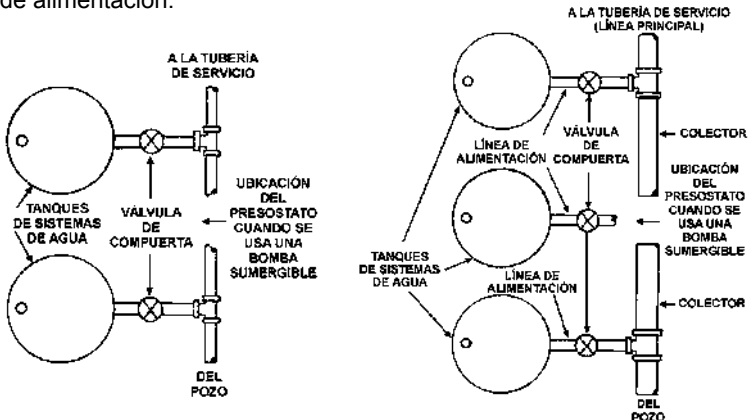 de alimentación.
A LA TUBERÍA
DE SERVICIO
TANQUES
DE SISTEMAS
DE AGUA
VÁLVULA
DE
COMPUERTA
UBICACIÓN
DEL
PRESOSTATO
CUANDO SE
USA UNA
BOMBA
SUMERGIBLE
DEL
POZO
A LA TUBERÍA DE SERVICIO
(LÍNEA PRINCIPAL)
LÍNEA DE
ALIMENTACIÓN
VÁLVULA
DE
COMPUERTA
COLECTOR
UBICACIÓN
DEL
PRESOSTATO
CUANDO SE
USA UNA
BOMBA
SUMERGIBLE
TANQUES
DE SISTEMAS
DE AGUA
LÍNEA DE
ALIMENTACIÓN
COLECTOR
DEL
POZO